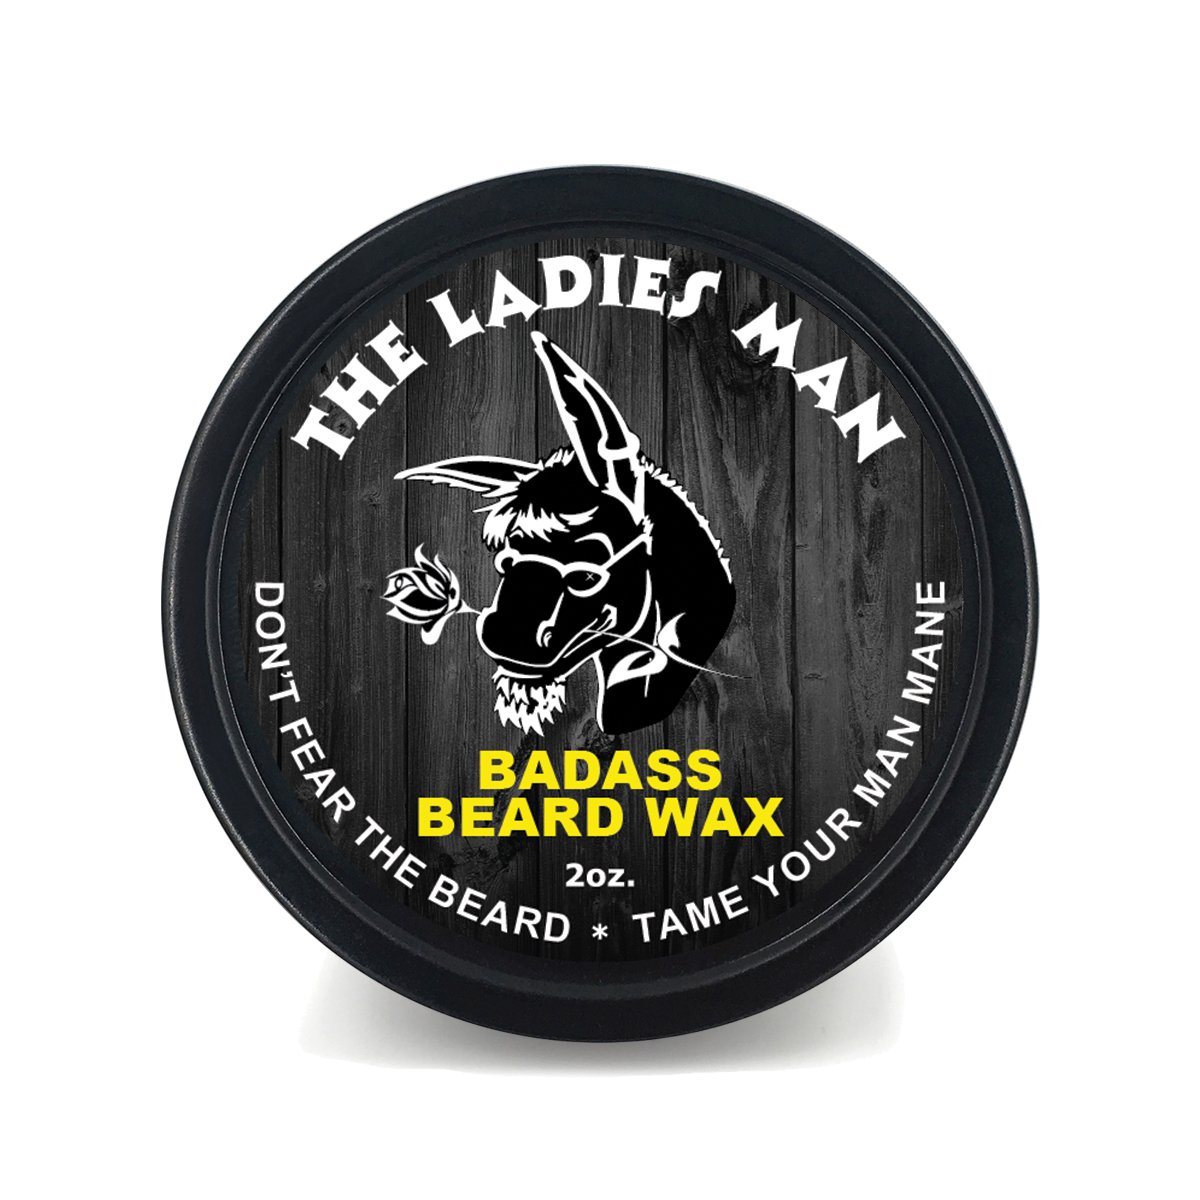 THE LADIES MAN
BADASS
BEARD WAX
2oz.
DON'T FEAR THE BEARD * TAME YOUR MAN MANE